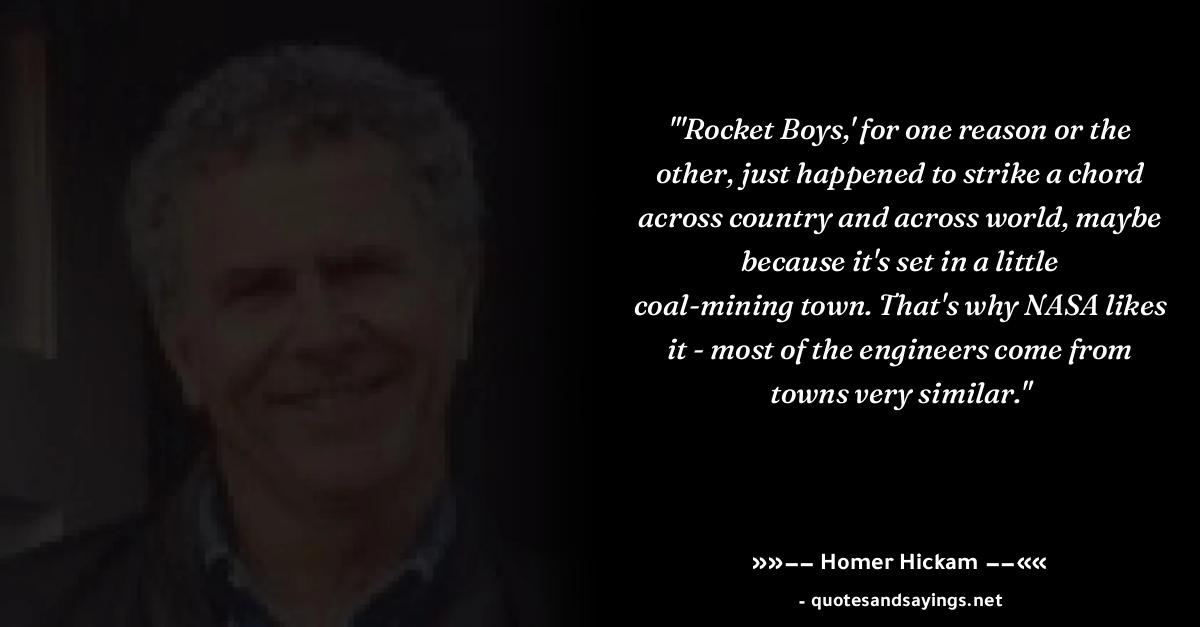 "'Rocket Boys,' for one reason or the
other, just happened to strike a chord
across country and across world, maybe
because it's set in a little
coal-mining town. That's why NASA likes
it - most of the engineers come from
towns very similar."
»»−− Homer Hickam −−««
- quotesandsayings.net